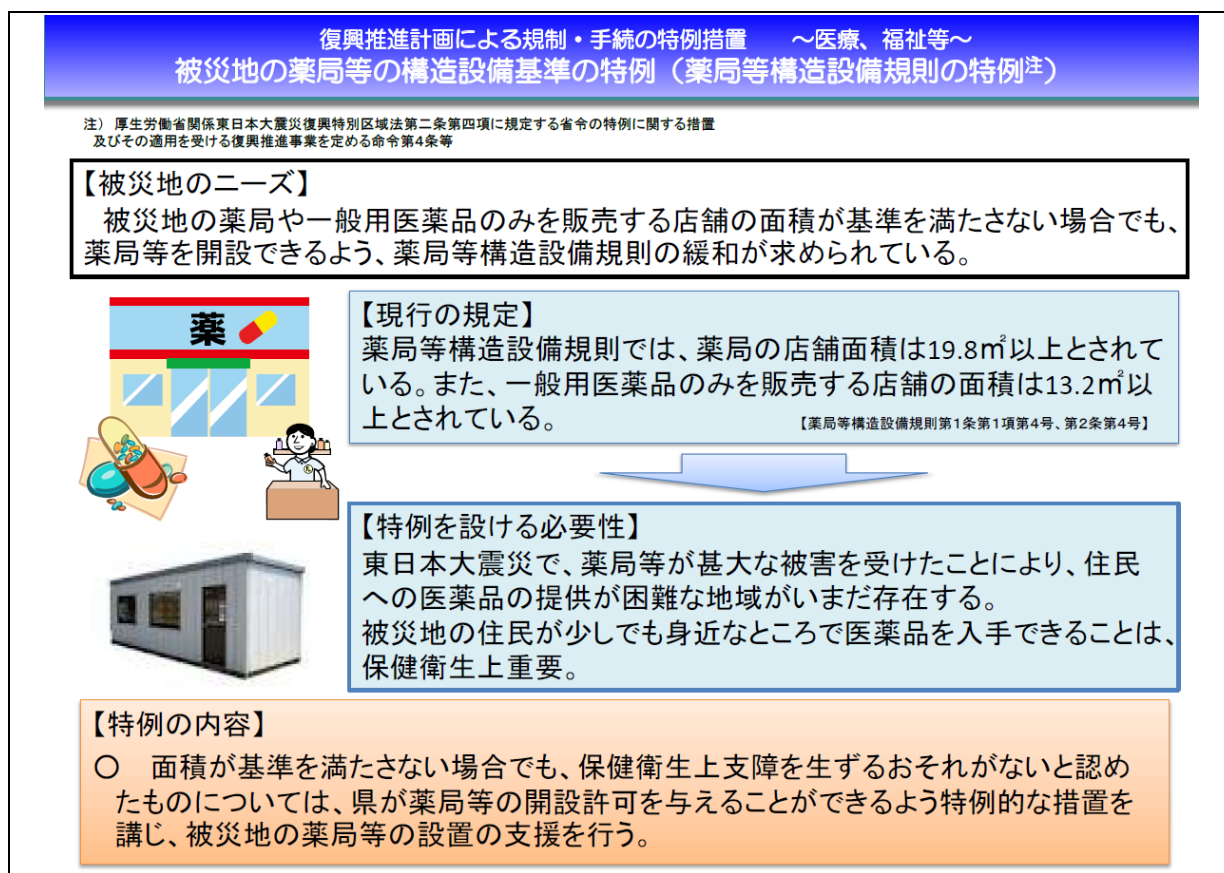 復興推進計画による規制・手続の特例措置　　～医療、福祉等～
被災地の薬局等の構造設備基準の特例（薬局等構造設備規則の特例注）
注） 厚生労働省関係東日本大震災復興特別区域法第二条第四項に規定する省令の特例に関する措置
及びその適用を受ける復興推進事業を定める命令第4条等
【被災地のニーズ】
被災地の薬局や一般用医薬品のみを販売する店舗の面積が基準を満たさない場合でも、
薬局等を開設できるよう、薬局等構造設備規則の緩和が求められている。
薬
【現行の規定】
薬局等構造設備規則では、薬局の店舗面積は19.8㎡以上とされて
いる。また、一般用医薬品のみを販売する店舗の面積は13.2㎡以
上とされている。
【薬局等構造設備規則第1条第1項第4号、第2条第4号】
【特例を設ける必要性】
東日本大震災で、薬局等が甚大な被害を受けたことにより、住民
への医薬品の提供が困難な地域がいまだ存在する。
被災地の住民が少しでも身近なところで医薬品を入手できることは、
保健衛生上重要。
【特例の内容】
○　面積が基準を満たさない場合でも、保健衛生上支障を生ずるおそれがないと認め
たものについては、県が薬局等の開設許可を与えることができるよう特例的な措置を
講じ、被災地の薬局等の設置の支援を行う。